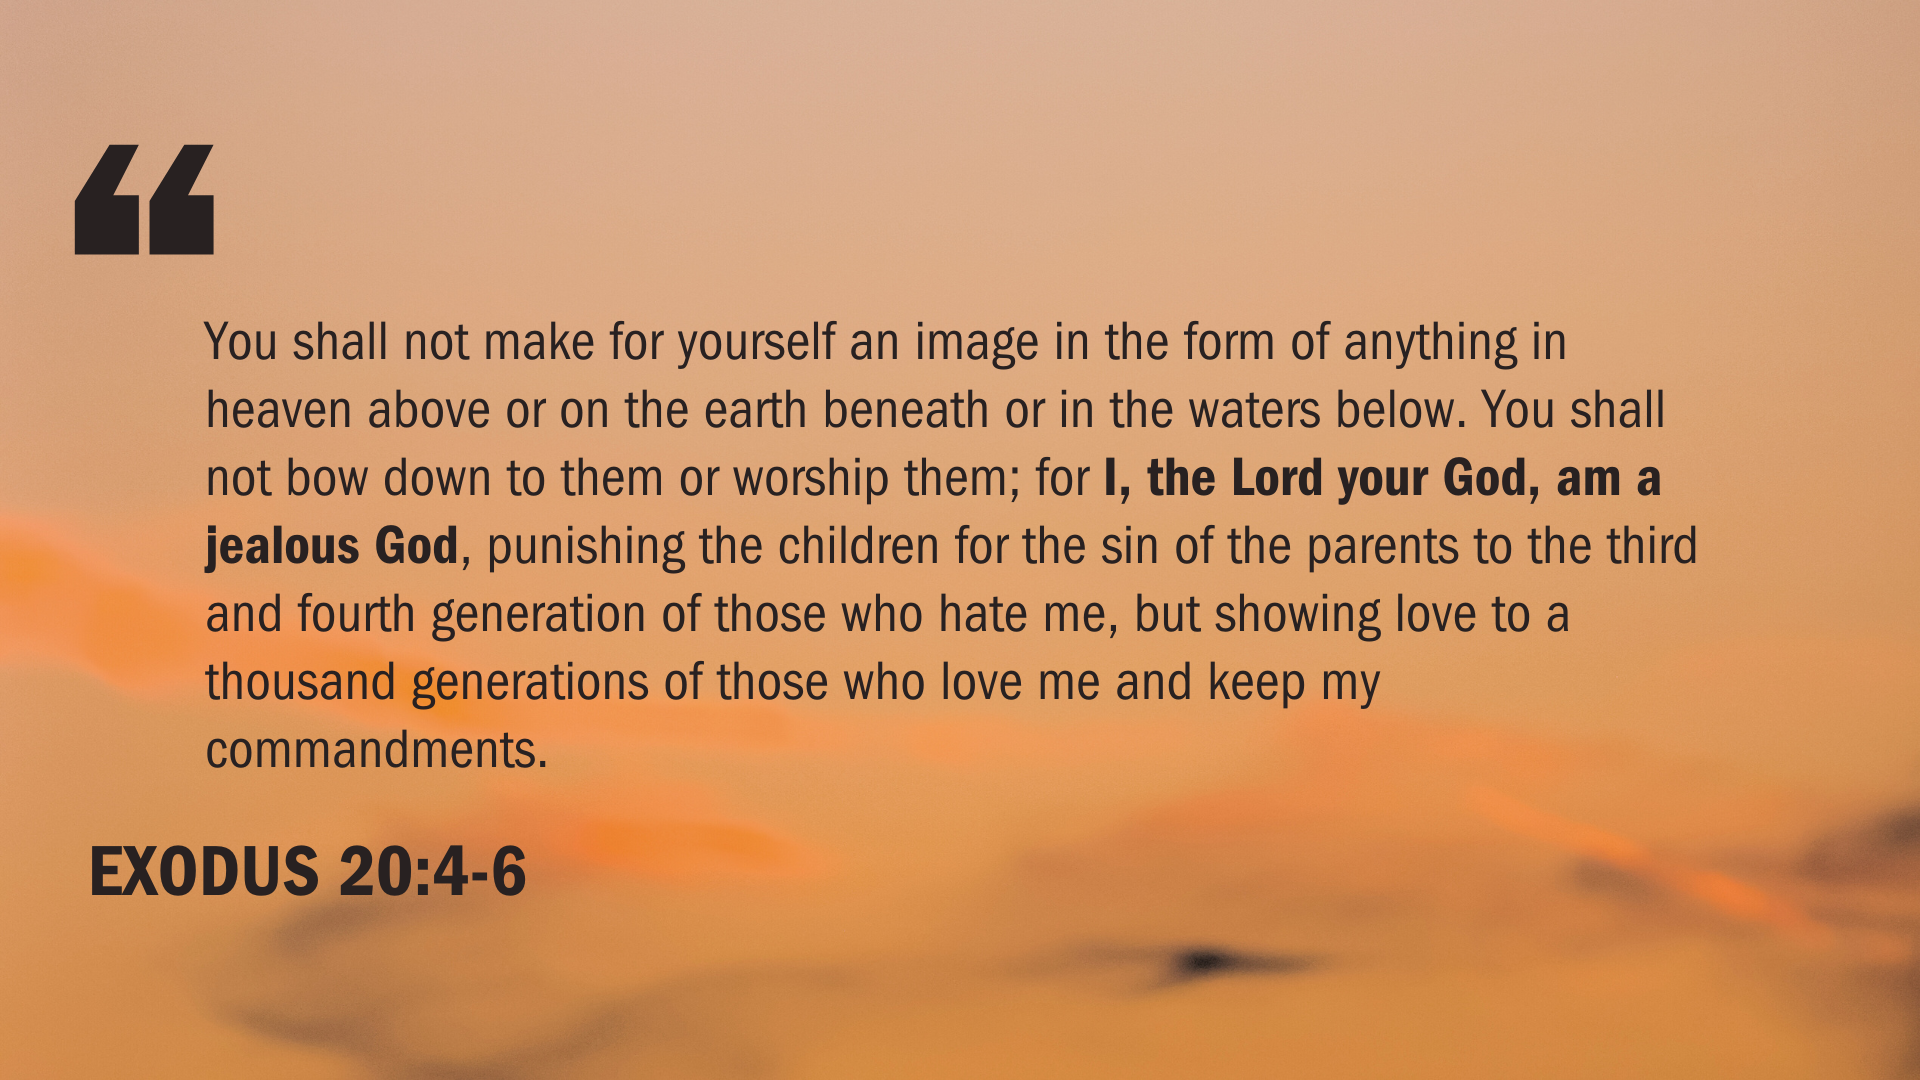 “
You shall not make for yourself an image in the form of anything in
heaven above or on the earth beneath or in the waters below. You shall
not bow down to them or worship them; for I, the Lord your God, am a
jealous God, punishing the children for the sin of the parents to the third
and fourth generation of those who hate me, but showing love to a
thousand generations of those who love me and keep my
commandments.
EXODUS 20:4-6